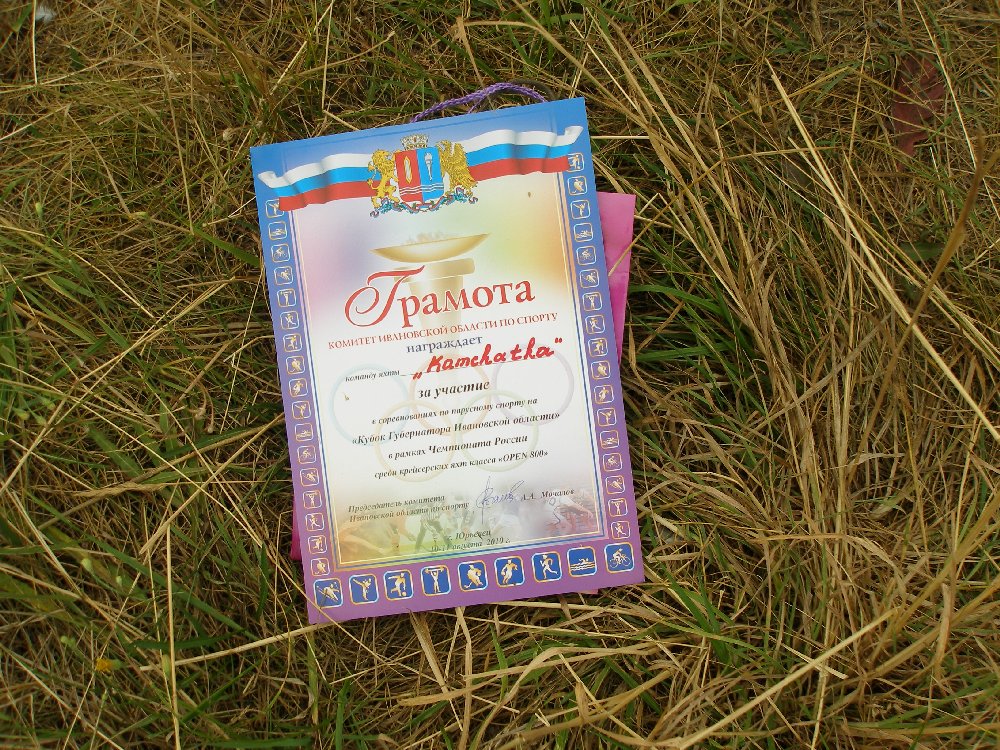 Грамота
КОМИТЕТ ИВАНОВСКОЙ ОБЛАСТИ ПО СПОРТУ
награждает
команду яхты „Kamchatka“
за участие
в соревнованиях по парусному спорту на
«Кубок Губернатора Ивановской области»
в рамках Чемпионата России
среди крейсерских яхт класса «OPEN 800»
Председатель комитета
Ивановской области по спорту А.А. Мочалов
г. Юрьевец
августа 2010 г.